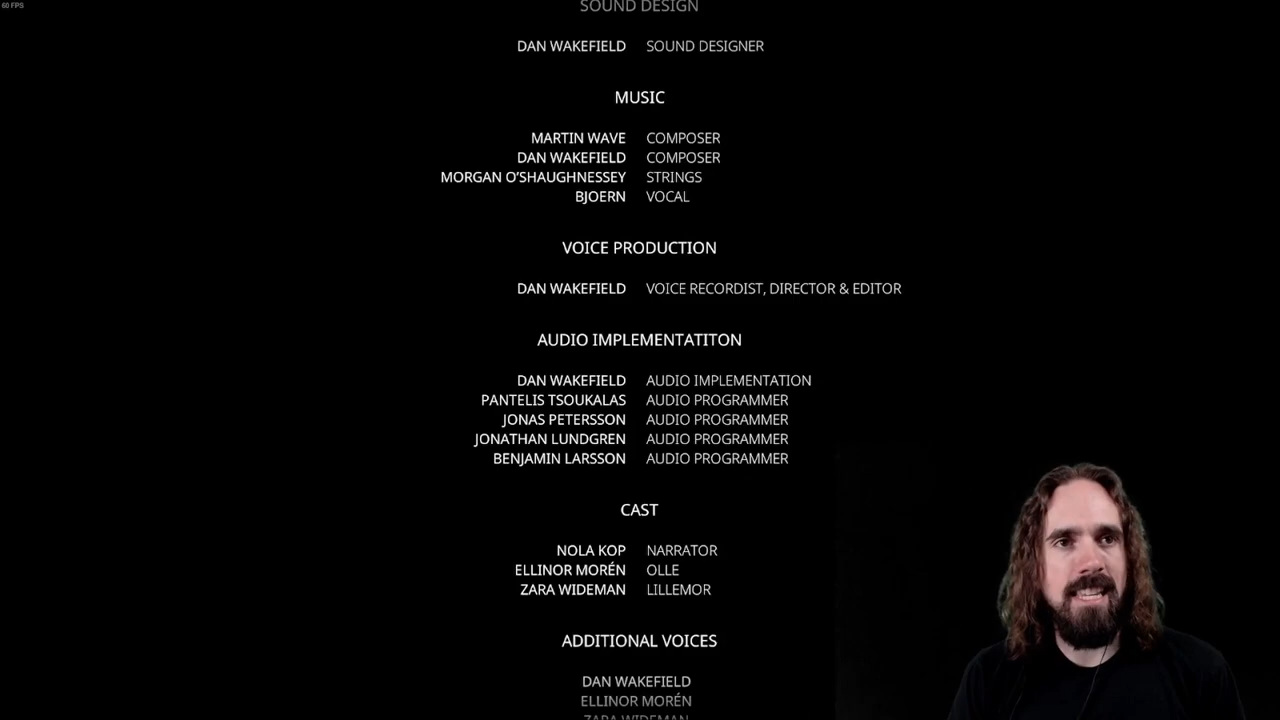 60 FPS
SOUND DESIGN
DAN WAKEFIELD SOUND DESIGNER
MUSIC
MARTIN WAVE COMPOSER
DAN WAKEFIELD COMPOSER
MORGAN O'SHAUGHNESSEY STRINGS
BJOERN VOCAL
VOICE PRODUCTION
DAN WAKEFIELD VOICE RECORDIST, DIRECTOR & EDITOR
AUDIO IMPLEMENTATITON
DAN WAKEFIELD AUDIO IMPLEMENTATION
PANTELIS TSOUKALAS AUDIO PROGRAMMER
JONAS PETERSSON AUDIO PROGRAMMER
JONATHAN LUNDGREN AUDIO PROGRAMMER
BENJAMIN LARSSON AUDIO PROGRAMMER
CAST
NOLA KOP NARRATOR
ELLINOR MORÉN OLLE
ZARA WIDEMAN LILLEMOR
ADDITIONAL VOICES
DAN WAKEFIELD
ELLINOR MORÉN
ZARA WIDEMAN